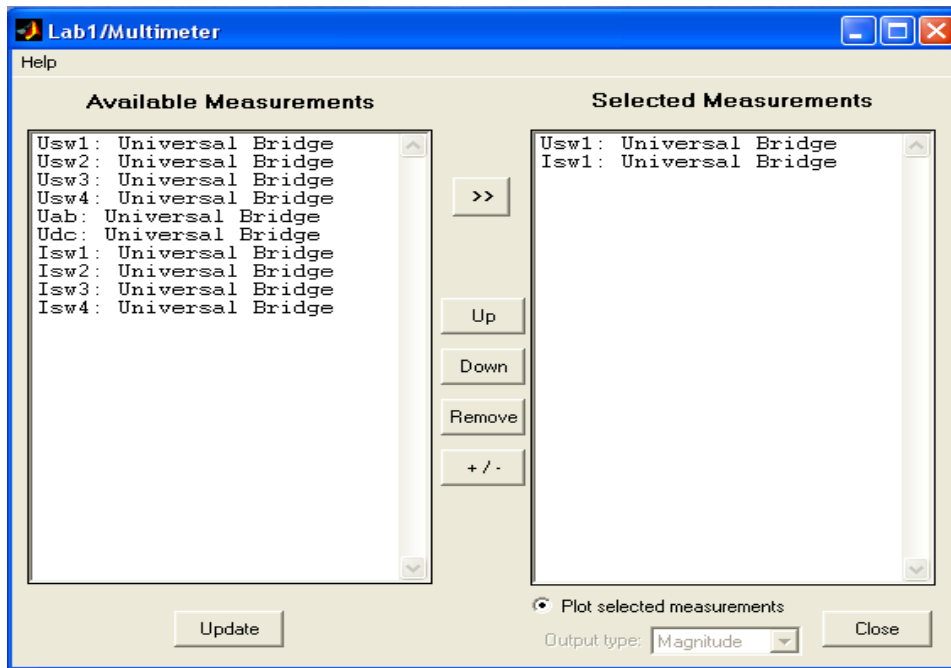 Lab1/Multimeter
Help
Available Measurements
Usw1: Universal Bridge
Usw2: Universal Bridge
Usw3: Universal Bridge
Usw4: Universal Bridge
Uab: Universal Bridge
Udc: Universal Bridge
Isw1: Universal Bridge
Isw2: Universal Bridge
Isw3: Universal Bridge
Isw4: Universal Bridge
Update
>>
Up
Down
Remove
+ / -
Selected Measurements
Usw1: Universal Bridge
Isw1: Universal Bridge
Plot selected measurements
Output type: Magnitude
Close